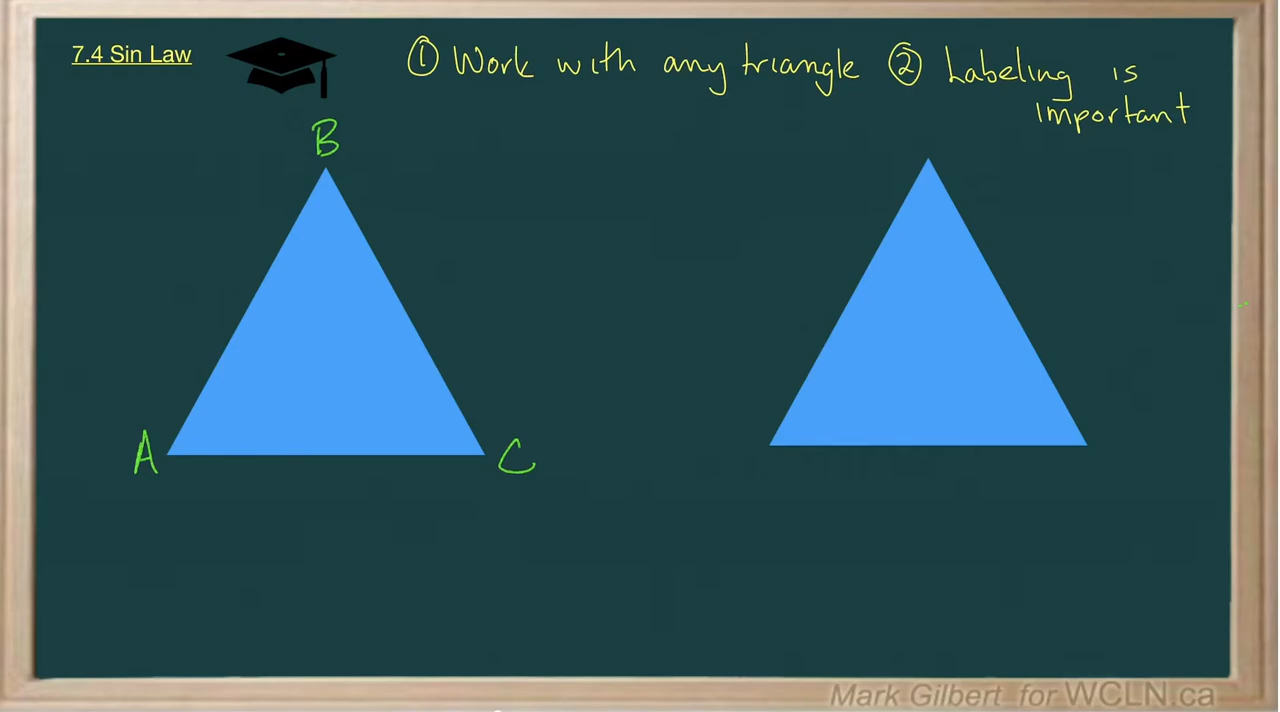 7.4 Sin Law
① Work with any triangle ② Labeling is
important
B
A
C
Mark Gilbert for WCLN.ca